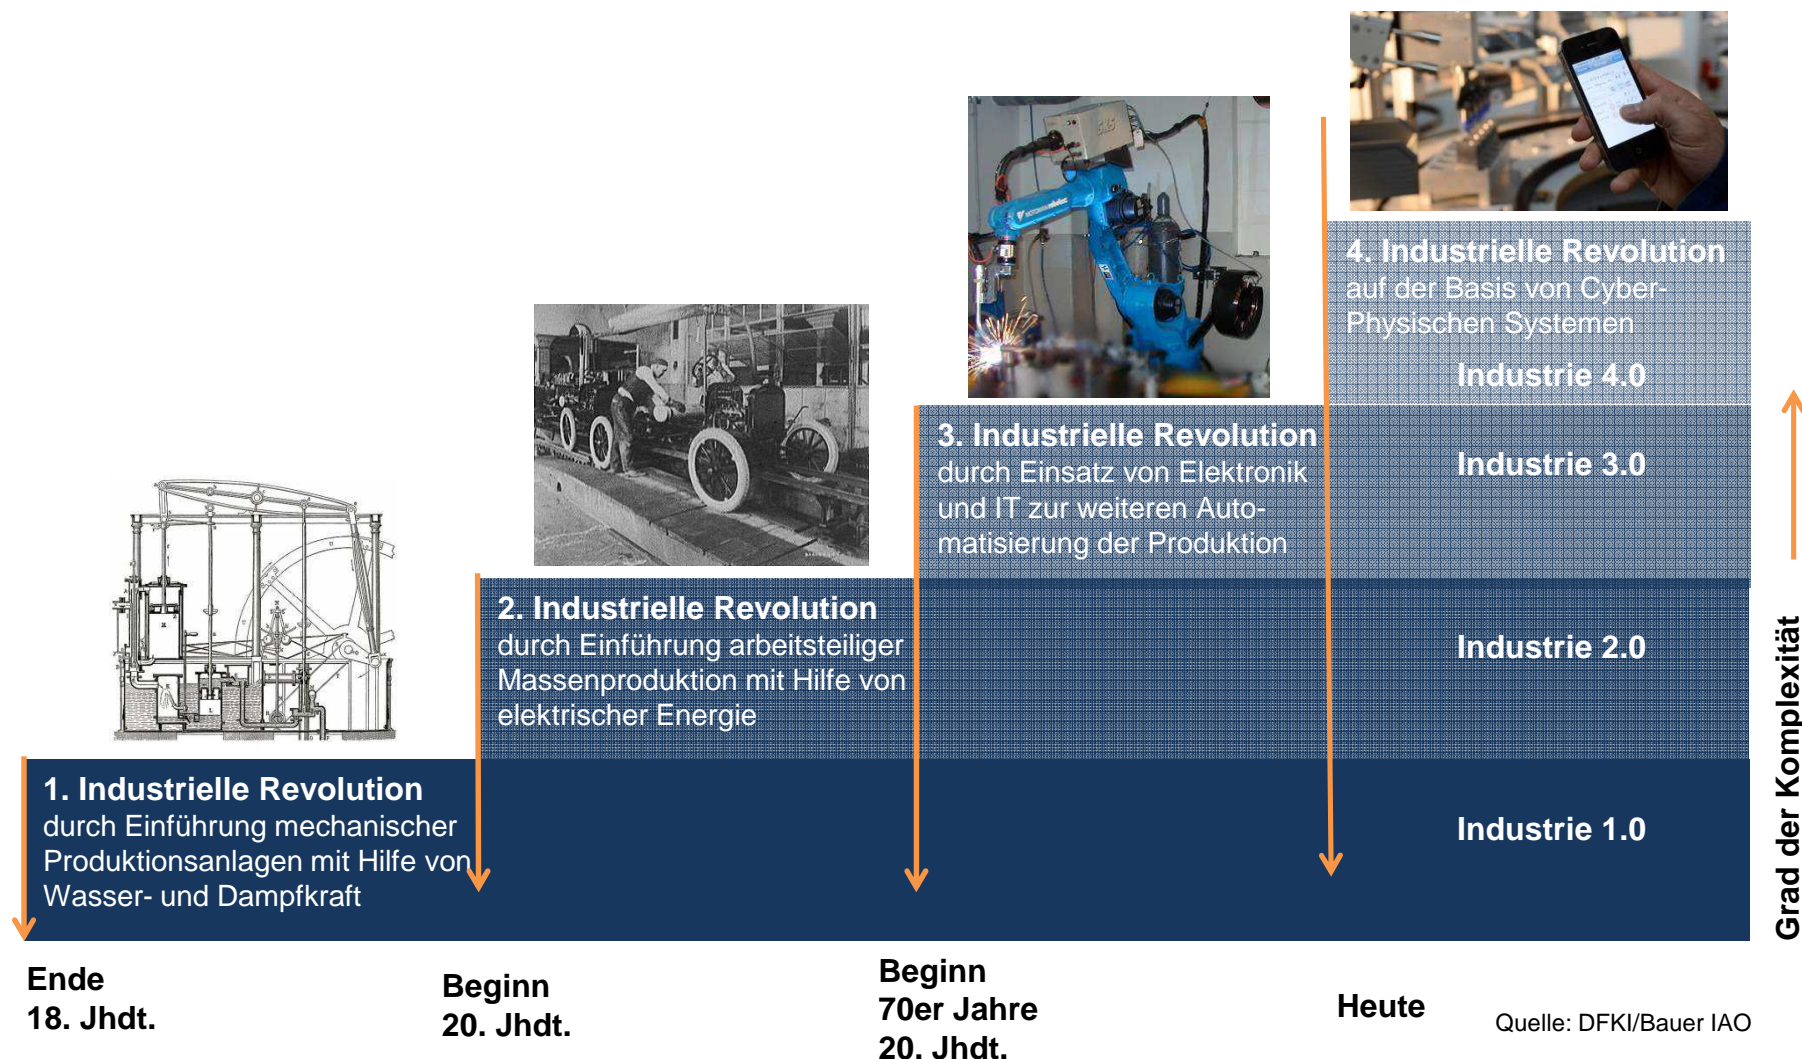 SKS
MOTOMAN robotec
4. Industrielle Revolution
auf der Basis von Cyber-
Physischen Systemen
Industrie 4.0
3. Industrielle Revolution
durch Einsatz von Elektronik
und IT zur weiteren Auto-
matisierung der Produktion
Industrie 3.0
2. Industrielle Revolution
durch Einführung arbeitsteiliger
Massenproduktion mit Hilfe von
elektrischer Energie
Industrie 2.0
1. Industrielle Revolution
durch Einführung mechanischer
Produktionsanlagen mit Hilfe von
Wasser- und Dampfkraft
Industrie 1.0
Grad der Komplexität
Ende
18. Jhdt.
Beginn
20. Jhdt.
Beginn
70er Jahre
20. Jhdt.
Heute
Quelle: DFKI/Bauer IAO